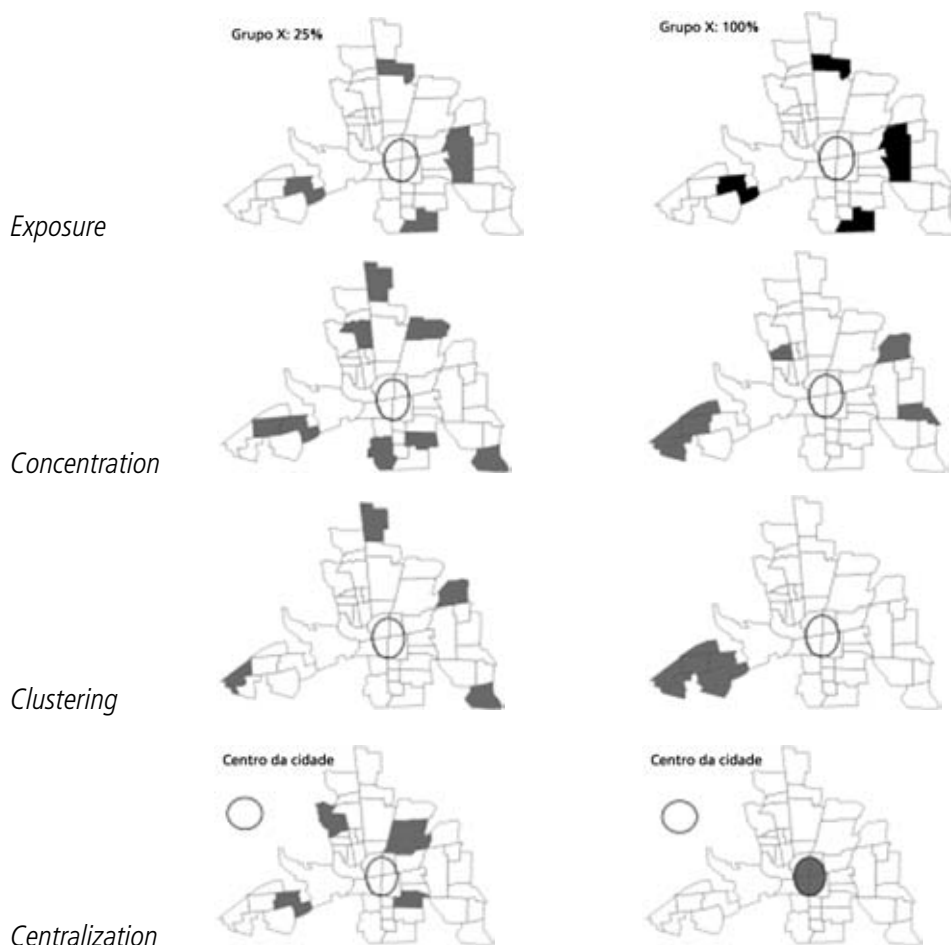 Grupo X: 25%
Grupo X: 100%
Exposure
Concentration
Clustering
Centro da cidade
Centro da cidade
Centralization